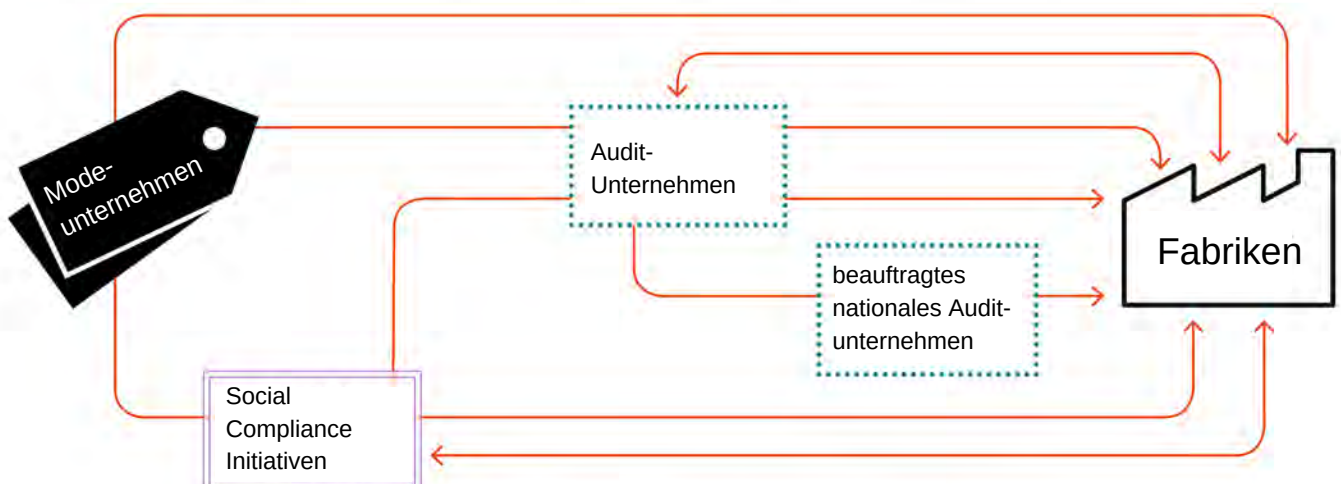 Mode-
unternehmen
Audit-
Unternehmen
beauftragtes
nationales Audit-
unternehmen
Fabriken
Social
Compliance
Initiativen